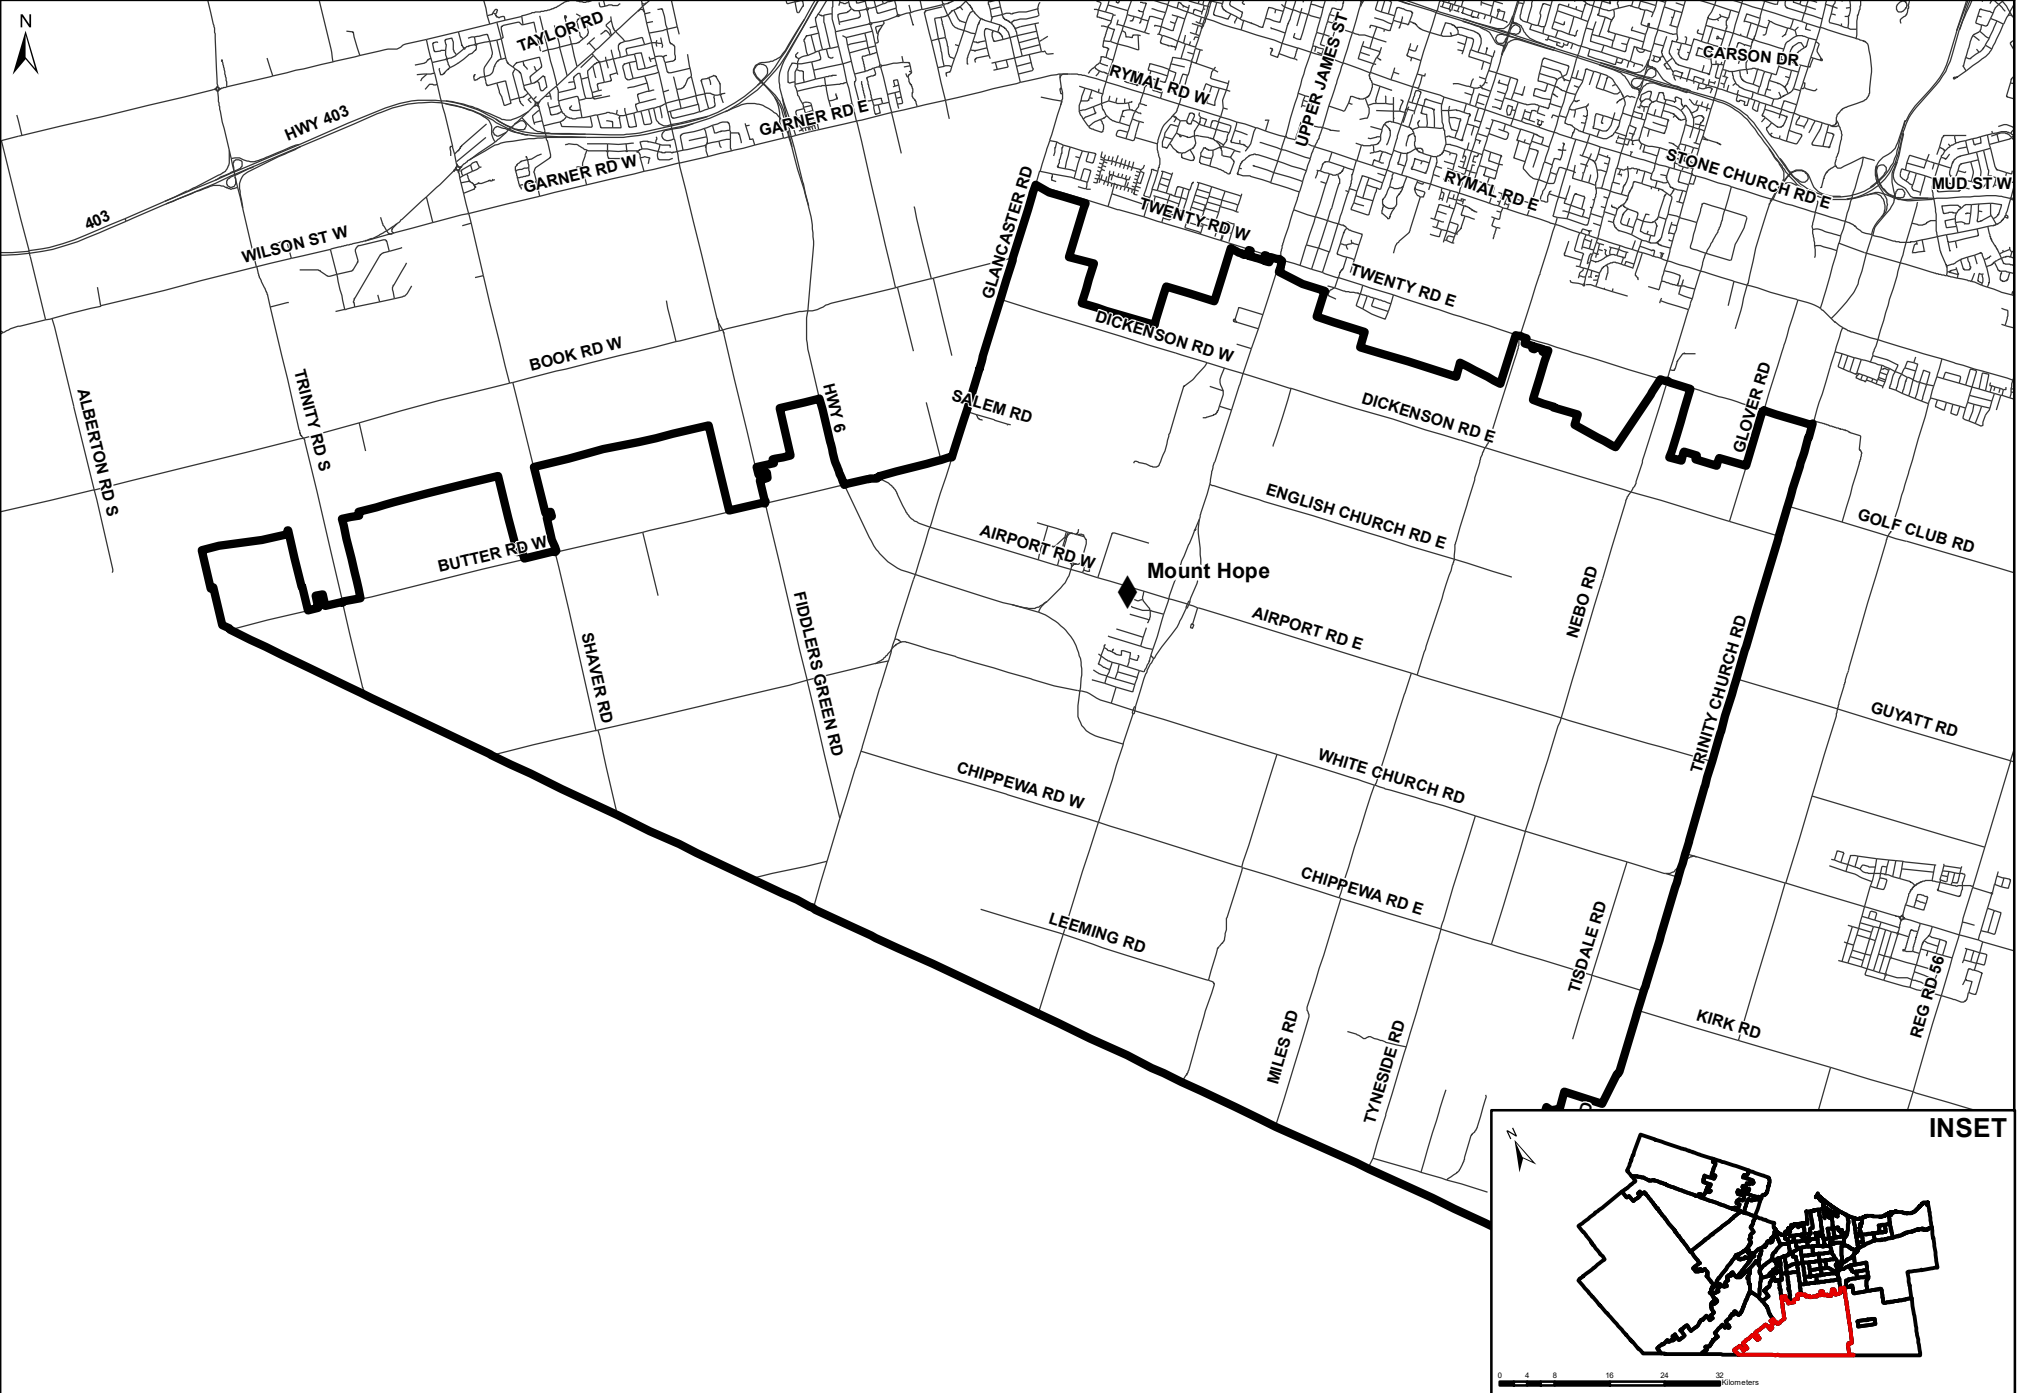 N
TAYLOR RD
HWY 403
GARNER RD E
GARNER RD W
403
WILSON ST W
RYMAL RD W
UPPER JAMES ST
CARSON DR
STONE CHURCH RD E
MUD ST W
RYMAL RD E
GLANCASTER RD
TWENTY RD W
TWENTY RD E
DICKENSON RD W
BOOK RD W
ALBERTON RD S
TRINITY RD S
HWY 6
SALEM RD
DICKENSON RD E
GLOVER RD
GOLF CLUB RD
ENGLISH CHURCH RD E
BUTTER RD W
AIRPORT RD W
Mount Hope
AIRPORT RD E
NEBO RD
FIDDLERS GREEN RD
SHAVER RD
TRINITY CHURCH RD
GUYATT RD
CHIPPEWA RD W
WHITE CHURCH RD
CHIPPEWA RD E
LEEMING RD
TISDALE RD
REG RD 56
KIRK RD
MILES RD
TYNESIDE RD
INSET
N
0 4 8 16 24 32
Kilometers